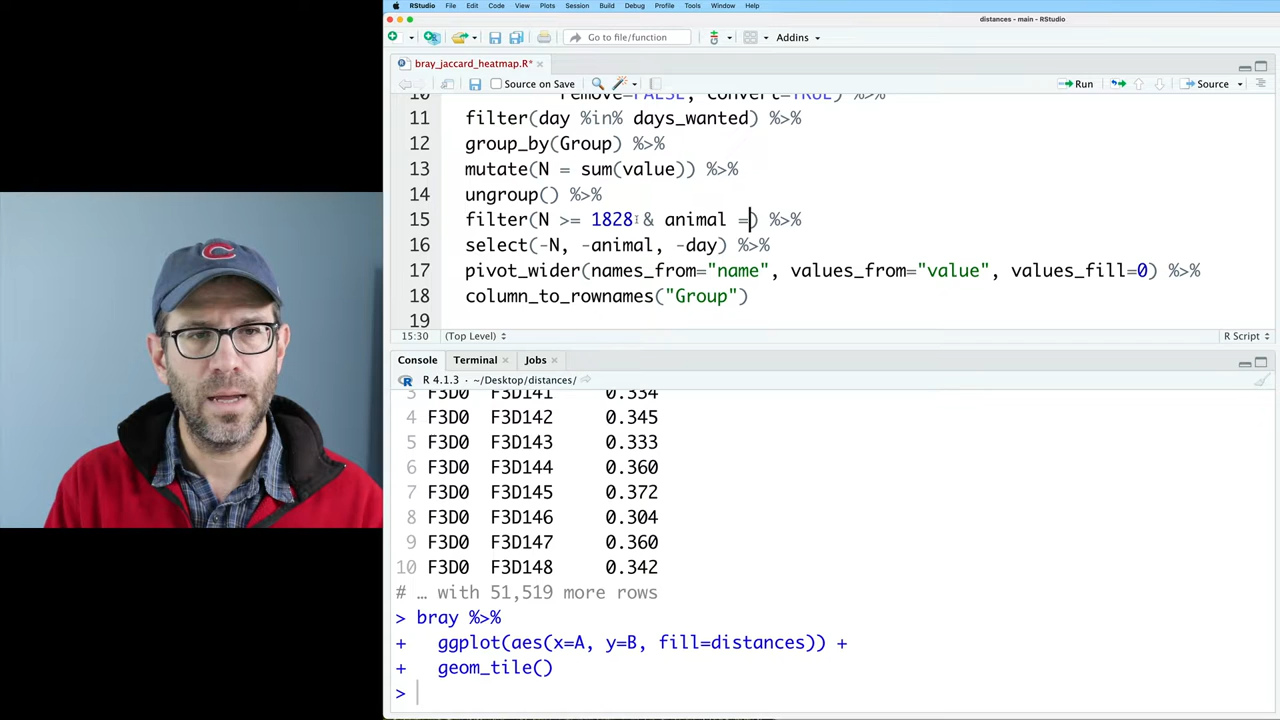 RStudio File Edit Code View Plots Session Build Debug Profile Tools Window Help
distances - main - RStudio
Go to file/function Addins
bray_jaccard_heatmap.R*
Source on Save Run Source
10 remove=FALSE, convert=TRUE) %>%
11 filter(day %in% days_wanted) %>%
12 group_by(Group) %>%
13 mutate(N = sum(value)) %>%
14 ungroup() %>%
15 filter(N >= 1828 & animal =) %>%
16 select(-N, -animal, -day) %>%
17 pivot_wider(names_from="name", values_from="value", values_fill=0) %>%
18 column_to_rownames("Group")
19
15:30 (Top Level) R Script
Console Terminal Jobs
R 4.1.3 · ~/Desktop/distances/
3 F3D0 F3D141 0.334
4 F3D0 F3D142 0.345
5 F3D0 F3D143 0.333
6 F3D0 F3D144 0.360
7 F3D0 F3D145 0.372
8 F3D0 F3D146 0.304
9 F3D0 F3D147 0.360
10 F3D0 F3D148 0.342
# … with 51,519 more rows
> bray %>%
+ ggplot(aes(x=A, y=B, fill=distances)) +
+ geom_tile()
>
C